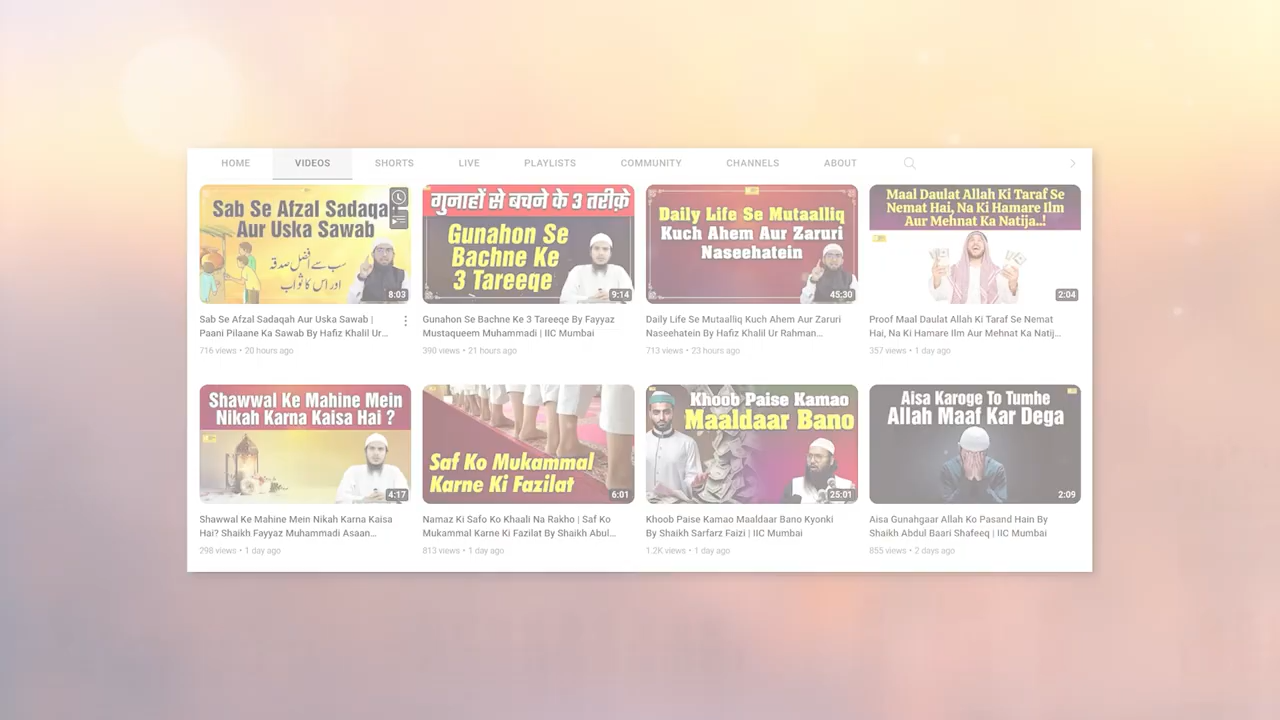 HOME VIDEOS SHORTS LIVE PLAYLISTS COMMUNITY CHANNELS ABOUT
Sab Se Afzal Sadaqa
Aur Uska Sawab
سب سے افضل صدقہ
اور اس کا ثواب
8:03
गुनाहों से बचने के 3 तरीक़े
Gunahon Se
Bachne Ke
3 Tareeqe
9:14
Daily Life Se Mutaalliq
Kuch Ahem Aur Zaruri
Naseehatein
45:30
Maal Daulat Allah Ki Taraf Se
Nemat Hai, Na Ki Hamare Ilm
Aur Mehnat Ka Natija..!
2:04
Sab Se Afzal Sadaqah Aur Uska Sawab |
Paani Pilaane Ka Sawab By Hafiz Khalil Ur...
716 views • 20 hours ago
Gunahon Se Bachne Ke 3 Tareeqe By Fayyaz
Mustaqueem Muhammadi | IIC Mumbai
390 views • 21 hours ago
Daily Life Se Mutaalliq Kuch Ahem Aur Zaruri
Naseehatein By Hafiz Khalil Ur Rahman...
713 views • 23 hours ago
Proof Maal Daulat Allah Ki Taraf Se Nemat
Hai, Na Ki Hamare Ilm Aur Mehnat Ka Natij...
357 views • 1 day ago
Shawwal Ke Mahine Mein
Nikah Karna Kaisa Hai ?
4:17
Saf Ko Mukammal
Karne Ki Fazilat
6:01
Khoob Paise Kamao
Maaldaar Bano
25:01
Aisa Karoge To Tumhe
Allah Maaf Kar Dega
2:09
Shawwal Ke Mahine Mein Nikah Karna Kaisa
Hai? Shaikh Fayyaz Muhammadi Asaan...
298 views • 1 day ago
Namaz Ki Safo Ko Khaali Na Rakho | Saf Ko
Mukammal Karne Ki Fazilat By Shaikh Abul...
813 views • 1 day ago
Khoob Paise Kamao Maaldaar Bano Kyonki
By Shaikh Sarfarz Faizi | IIC Mumbai
1.2K views • 1 day ago
Aisa Gunahgaar Allah Ko Pasand Hain By
Shaikh Abdul Baari Shafeeq | IIC Mumbai
855 views • 2 days ago